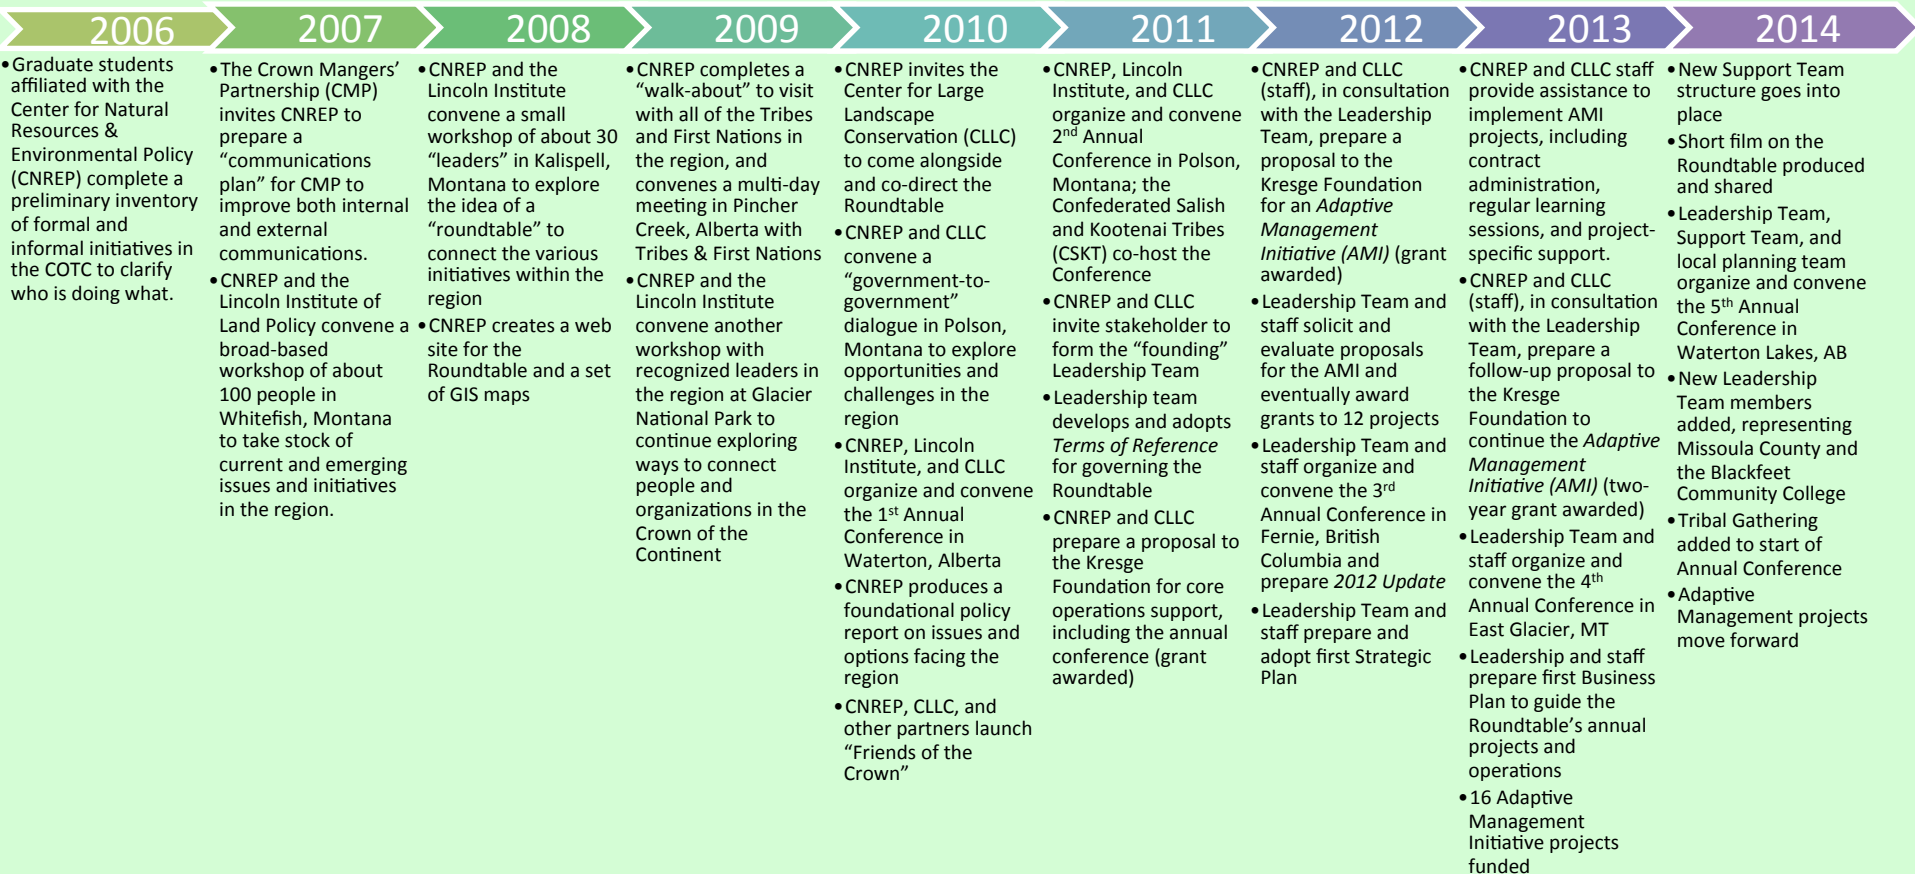 2006
•Graduate students
affiliated with the
Center for Natural
Resources &
Environmental Policy
(CNREP) complete a
preliminary inventory
of formal and
informal initiatives in
the COTC to clarify
who is doing what.
2007
•The Crown Mangers’
Partnership (CMP)
invites CNREP to
prepare a
“communications
plan” for CMP to
improve both internal
and external
communications.
•CNREP and the
Lincoln Institute of
Land Policy convene a
broad-based
workshop of about
100 people in
Whitefish, Montana
to take stock of
current and emerging
issues and initiatives
in the region.
2008
•CNREP and the
Lincoln Institute
convene a small
workshop of about 30
“leaders” in Kalispell,
Montana to explore
the idea of a
“roundtable” to
connect the various
initiatives within the
region
•CNREP creates a web
site for the
Roundtable and a set
of GIS maps
2009
•CNREP completes a
“walk-about” to visit
with all of the Tribes
and First Nations in
the region, and
convenes a multi-day
meeting in Pincher
Creek, Alberta with
Tribes & First Nations
•CNREP and the
Lincoln Institute
convene another
workshop with
recognized leaders in
the region at Glacier
National Park to
continue exploring
ways to connect
people and
organizations in the
Crown of the
Continent
2010
•CNREP invites the
Center for Large
Landscape
Conservation (CLLC)
to come alongside
and co-direct the
Roundtable
•CNREP and CLLC
convene a
“government-to-
government”
dialogue in Polson,
Montana to explore
opportunities and
challenges in the
region
•CNREP, Lincoln
Institute, and CLLC
organize and convene
the 1st Annual
Conference in
Waterton, Alberta
•CNREP produces a
foundational policy
report on issues and
options facing the
region
•CNREP, CLLC, and
other partners launch
“Friends of the
Crown”
2011
•CNREP, Lincoln
Institute, and CLLC
organize and convene
2nd Annual
Conference in Polson,
Montana; the
Confederated Salish
and Kootenai Tribes
(CSKT) co-host the
Conference
•CNREP and CLLC
invite stakeholder to
form the “founding”
Leadership Team
•Leadership team
develops and adopts
Terms of Reference
for governing the
Roundtable
•CNREP and CLLC
prepare a proposal to
the Kresge
Foundation for core
operations support,
including the annual
conference (grant
awarded)
2012
•CNREP and CLLC
(staff), in consultation
with the Leadership
Team, prepare a
proposal to the
Kresge Foundation
for an Adaptive
Management
Initiative (AMI) (grant
awarded)
•Leadership Team and
staff solicit and
evaluate proposals
for the AMI and
eventually award
grants to 12 projects
•Leadership Team and
staff organize and
convene the 3rd
Annual Conference in
Fernie, British
Columbia and
prepare 2012 Update
•Leadership Team and
staff prepare and
adopt first Strategic
Plan
2013
•CNREP and CLLC staff
provide assistance to
implement AMI
projects, including
contract
administration,
regular learning
sessions, and project-
specific support.
•CNREP and CLLC
(staff), in consultation
with the Leadership
Team, prepare a
follow-up proposal to
the Kresge
Foundation to
continue the Adaptive
Management
Initiative (AMI) (two-
year grant awarded)
•Leadership Team and
staff organize and
convene the 4th
Annual Conference in
East Glacier, MT
•Leadership and staff
prepare first Business
Plan to guide the
Roundtable’s annual
projects and
operations
•16 Adaptive
Management
Initiative projects
funded
2014
•New Support Team
structure goes into
place
•Short film on the
Roundtable produced
and shared
•Leadership Team,
Support Team, and
local planning team
organize and convene
the 5th Annual
Conference in
Waterton Lakes, AB
•New Leadership
Team members
added, representing
Missoula County and
the Blackfeet
Community College
•Tribal Gathering
added to start of
Annual Conference
•Adaptive
Management projects
move forward